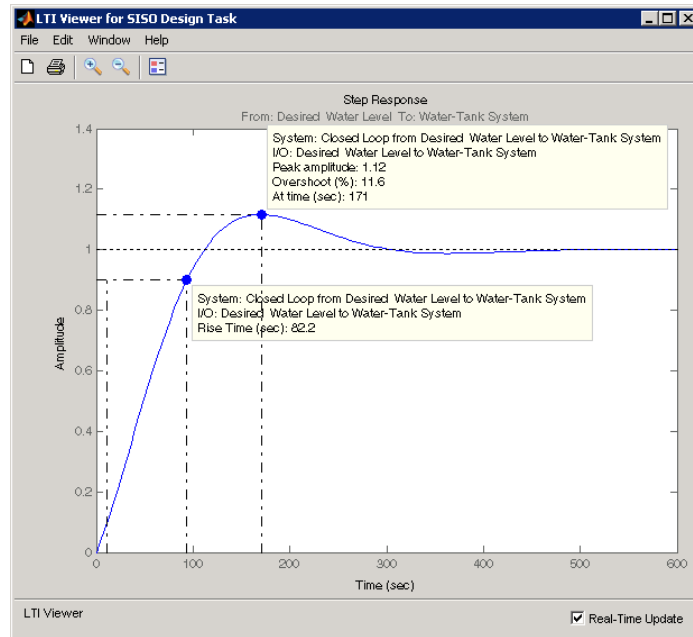 LTI Viewer for SISO Design Task
File Edit Window Help
Step Response
From: Desired Water Level To: Water-Tank System
System: Closed Loop from Desired Water Level to Water-Tank System
I/O: Desired Water Level to Water-Tank System
Peak amplitude: 1.12
Overshoot (%): 11.6
At time (sec): 171
System: Closed Loop from Desired Water Level to Water-Tank System
I/O: Desired Water Level to Water-Tank System
Rise Time (sec): 82.2
1.4
1.2
1
0.8
0.6
0.4
0.2
0
Amplitude
0 100 200 300 400 500 600
Time (sec)
LTI Viewer
Real-Time Update